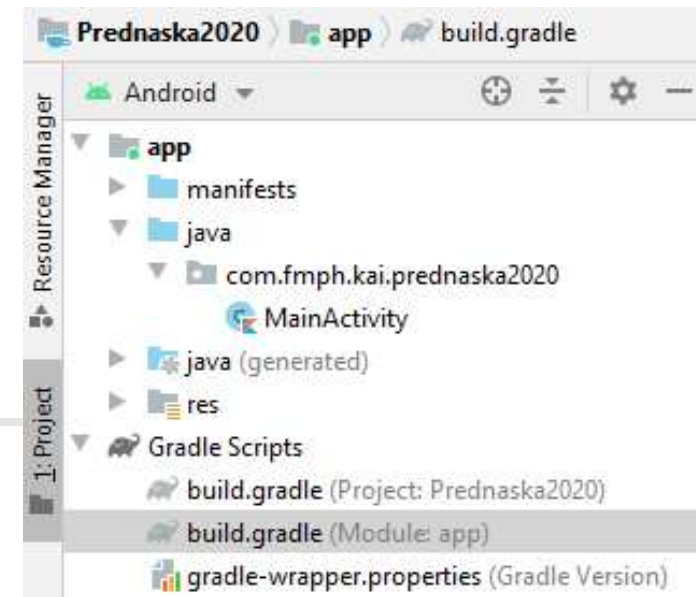 Prednaska2020 app build.gradle
Android
Resource Manager
1: Project
app
manifests
java
com.fmph.kai.prednaska2020
MainActivity
java (generated)
res
Gradle Scripts
build.gradle (Project: Prednaska2020)
build.gradle (Module: app)
gradle-wrapper.properties (Gradle Version)